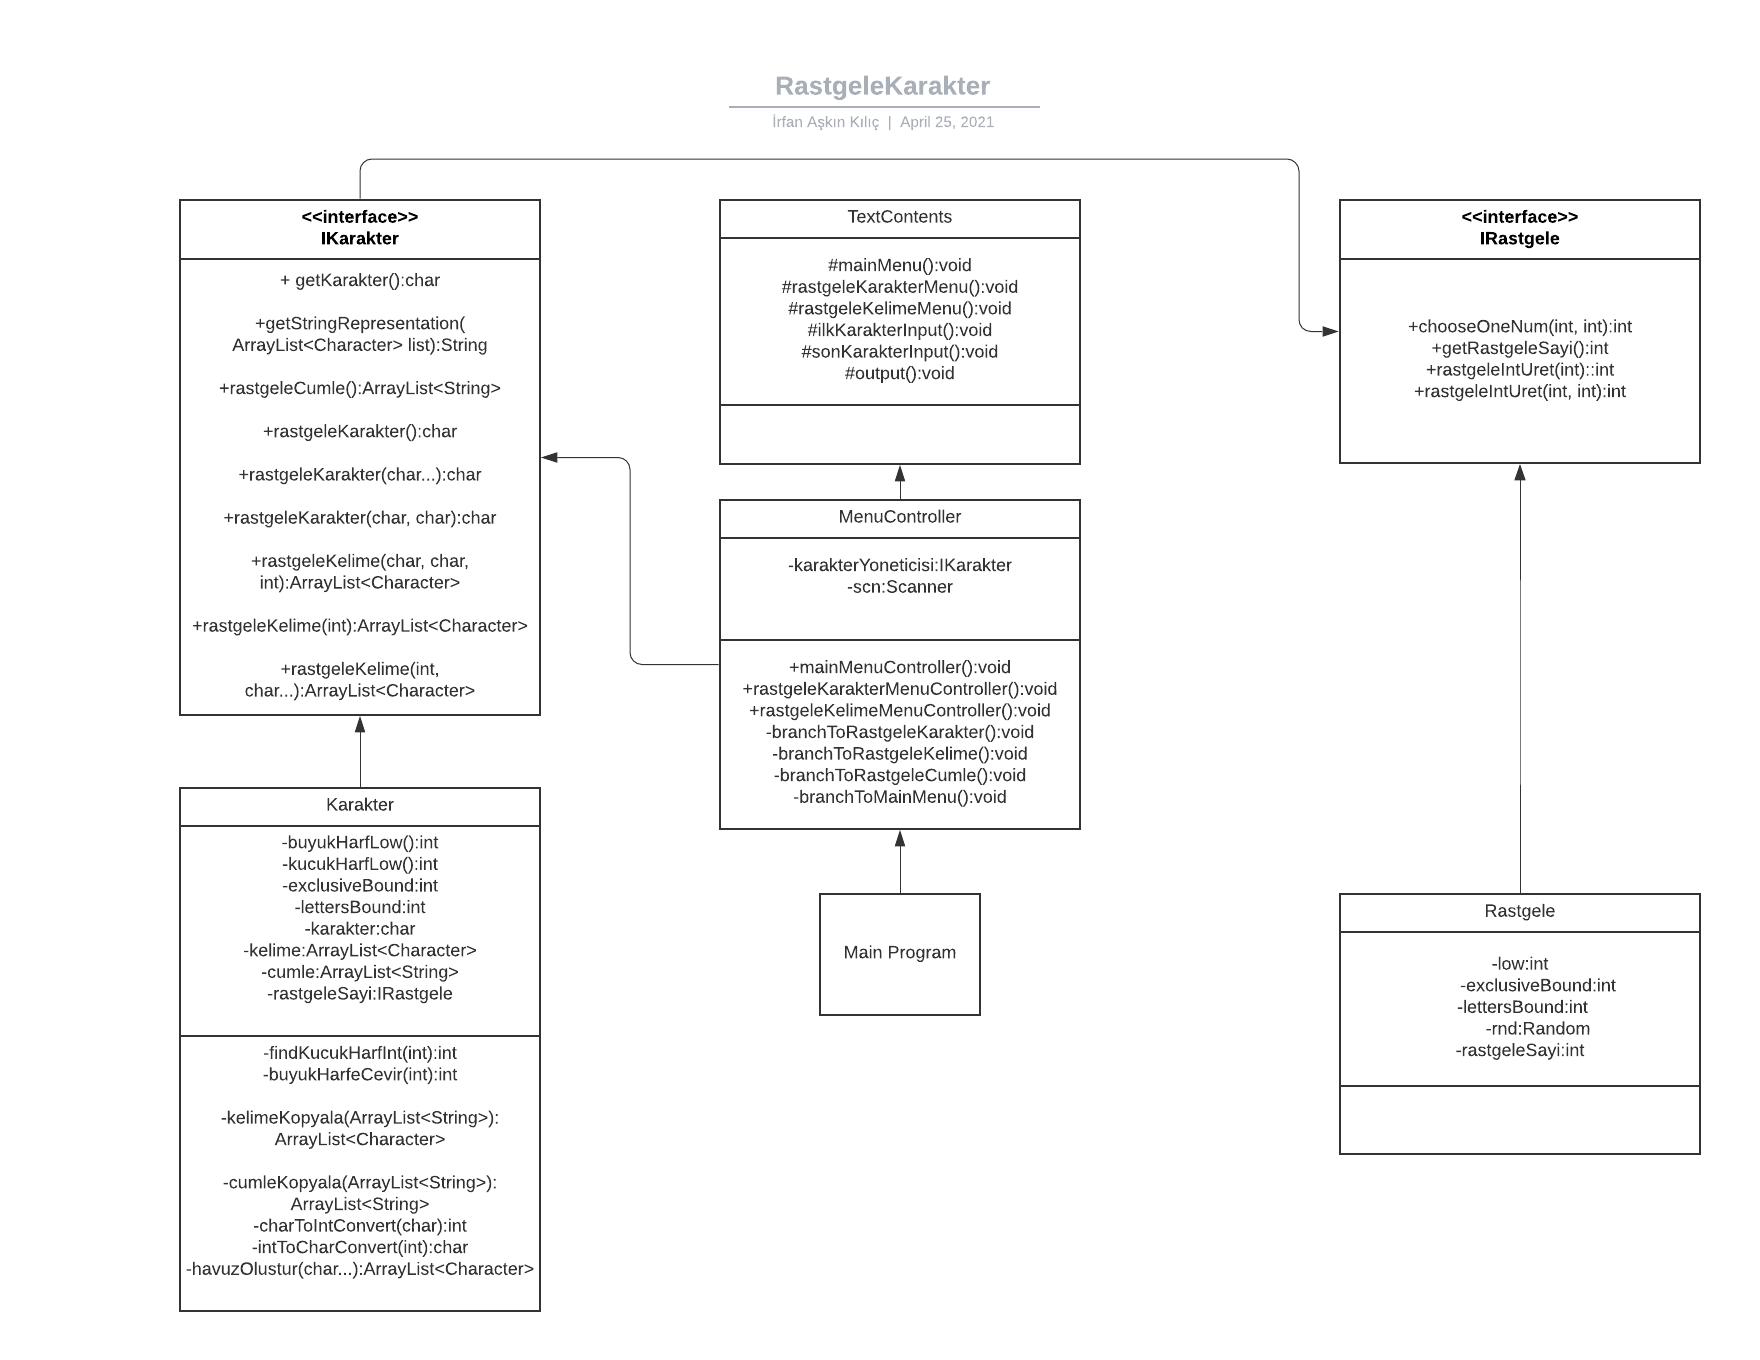 RastgeleKarakter
İrfan Aşkın Kılıç | April 25, 2021
<<interface>>
IKarakter
+ getKarakter():char
+getStringRepresentation(
ArrayList<Character> list):String
+rastgeleCumle():ArrayList<String>
+rastgeleKarakter():char
+rastgeleKarakter(char...):char
+rastgeleKarakter(char, char):char
+rastgeleKelime(char, char,
int):ArrayList<Character>
+rastgeleKelime(int):ArrayList<Character>
+rastgeleKelime(int,
char...):ArrayList<Character>
TextContents
#mainMenu():void
#rastgeleKarakterMenu():void
#rastgeleKelimeMenu():void
#ilkKarakterInput():void
#sonKarakterInput():void
#output():void
<<interface>>
IRastgele
+chooseOneNum(int, int):int
+getRastgeleSayi():int
+rastgeleIntUret(int)::int
+rastgeleIntUret(int, int):int
MenuController
-karakterYoneticisi:IKarakter
-scn:Scanner
+mainMenuController():void
+rastgeleKarakterMenuController():void
+rastgeleKelimeMenuController():void
-branchToRastgeleKarakter():void
-branchToRastgeleKelime():void
-branchToRastgeleCumle():void
-branchToMainMenu():void
Karakter
-buyukHarfLow():int
-kucukHarfLow():int
-exclusiveBound:int
-lettersBound:int
-karakter:char
-kelime:ArrayList<Character>
-cumle:ArrayList<String>
-rastgeleSayi:IRastgele
-findKucukHarfInt(int):int
-buyukHarfeCevir(int):int
-kelimeKopyala(ArrayList<String>):
ArrayList<Character>
-cumleKopyala(ArrayList<String>):
ArrayList<String>
-charToIntConvert(char):int
-intToCharConvert(int):char
-havuzOlustur(char...):ArrayList<Character>
Main Program
Rastgele
-low:int
-exclusiveBound:int
-lettersBound:int
-rnd:Random
-rastgeleSayi:int